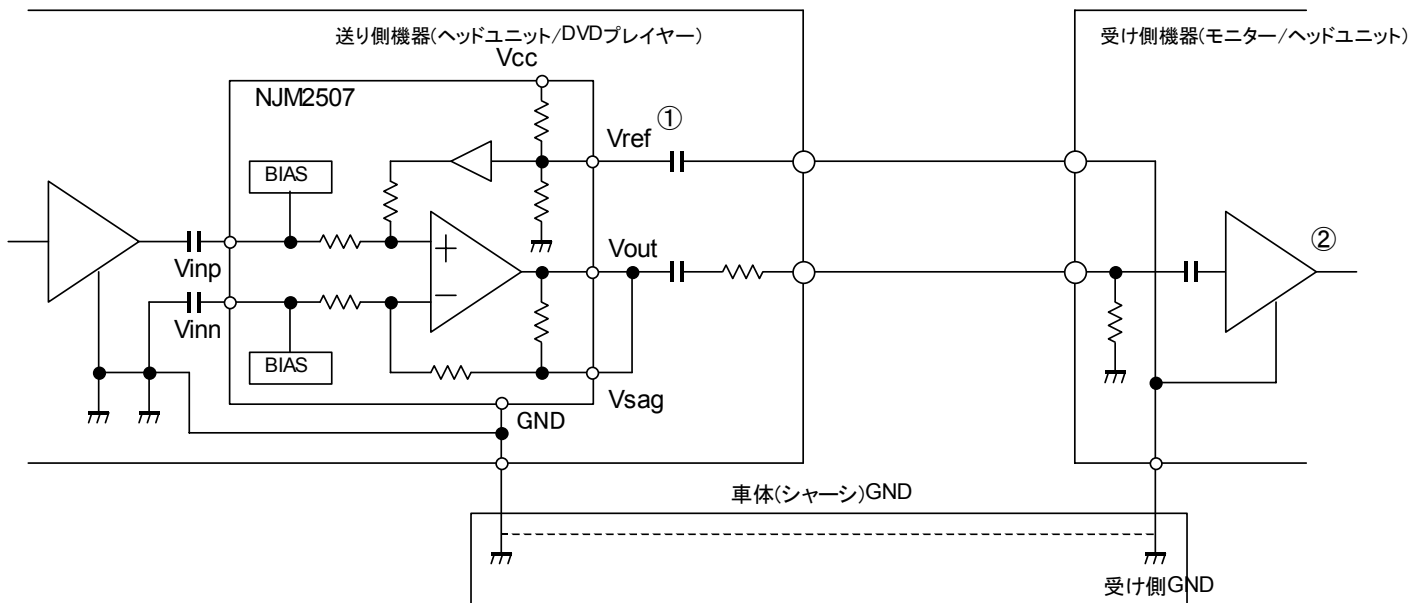 送り側機器(ヘッドユニット/DVDプレイヤー)
受け側機器(モニター/ヘッドユニット)
Vcc
NJM2507
Vref ①
BIAS
Vout
②
Vinp
Vinn
BIAS
Vsag
GND
車体(シャーシ)GND
受け側GND